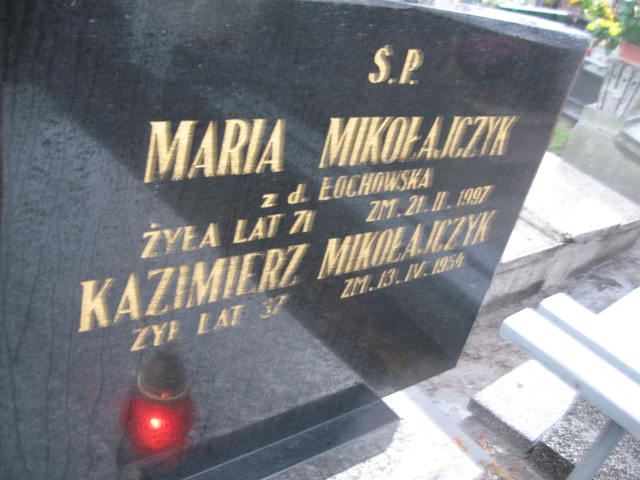 Ś.P.
MARIA MIKOŁAJCZYK
z d. ŁOCHOWSKA
ŻYŁA LAT 71 ZM. 21. II. 1997
KAZIMIERZ MIKOŁAJCZYK
ŻYŁ LAT 37 ZM. 13. IV. 1954